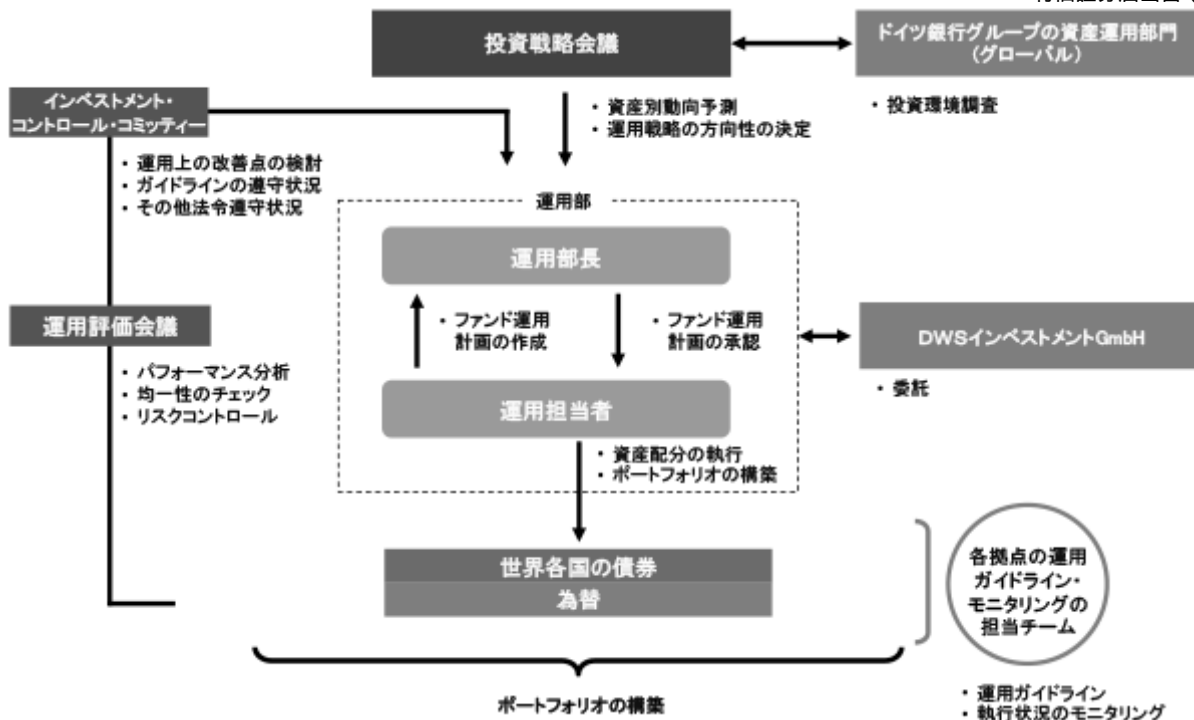 投資戦略会議
ドイツ銀行グループの資産運用部門
(グローバル)
・投資環境調査
インベストメント・
コントロール・コミッティー
・資産別動向予測
・運用戦略の方向性の決定
・運用上の改善点の検討
・ガイドラインの遵守状況
・その他法令遵守状況
運用部
運用部長
運用評価会議
・ファンド運用
計画の作成
・ファンド運用
計画の承認
DWSインベストメントGmbH
・委託
・パフォーマンス分析
・均一性のチェック
・リスクコントロール
運用担当者
・資産配分の執行
・ポートフォリオの構築
世界各国の債券
為替
各拠点の運用
ガイドライン・
モニタリングの
担当チーム
ポートフォリオの構築
・運用ガイドライン
・執行状況のモニタリング